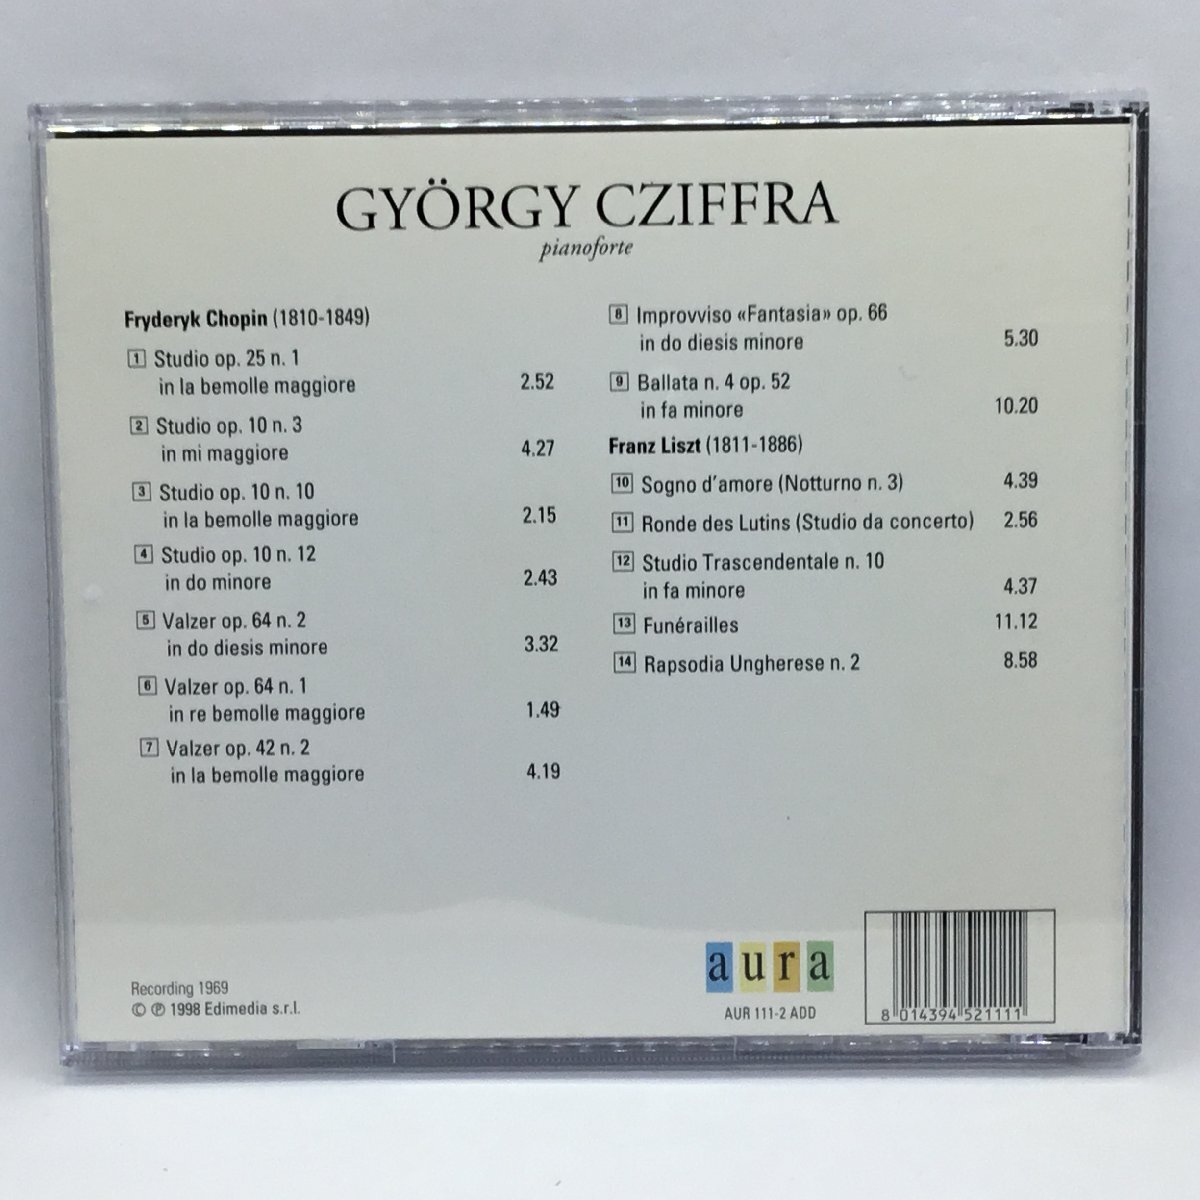 GYÖRGY CZIFFRA
pianoforte
Fryderyk Chopin (1810-1849)
1 Studio op. 25 n. 1
in la bemolle maggiore 2.52
2 Studio op. 10 n. 3
in mi maggiore 4.27
3 Studio op. 10 n. 10
in la bemolle maggiore 2.15
4 Studio op. 10 n. 12
in do minore 2.43
5 Valzer op. 64 n. 2
in do diesis minore 3.32
6 Valzer op. 64 n. 1
in re bemolle maggiore 1.49
7 Valzer op. 42 n. 2
in la bemolle maggiore 4.19
8 Improvviso «Fantasia» op. 66
in do diesis minore 5.30
9 Ballata n. 4 op. 52
in fa minore 10.20
Franz Liszt (1811-1886)
10 Sogno d'amore (Notturno n. 3) 4.39
11 Ronde des Lutins (Studio da concerto) 2.56
12 Studio Trascendentale n. 10
in fa minore 4.37
13 Funérailles 11.12
14 Rapsodia Ungherese n. 2 8.58
Recording 1969
© ℗ 1998 Edimedia s.r.l.
aura
AUR 111-2 ADD
8 014394 521111